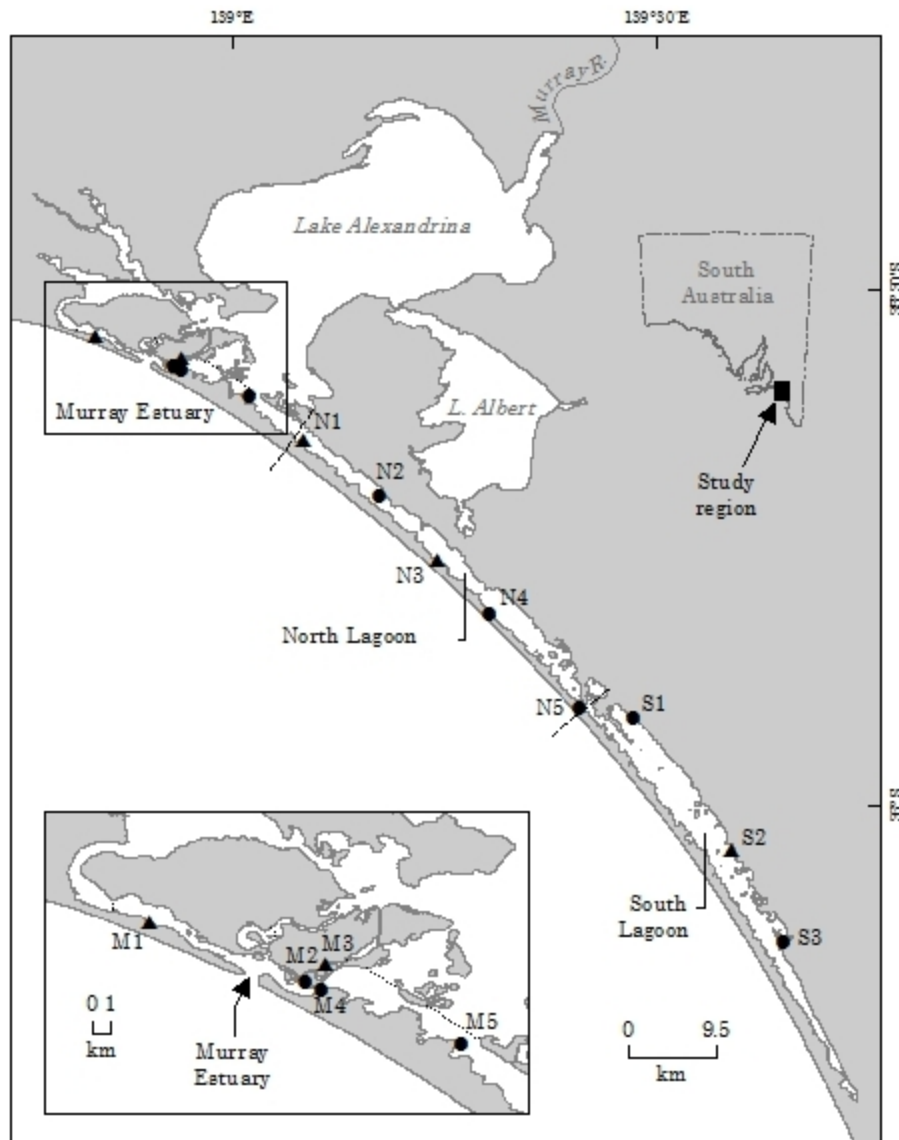 139°E
139°30'E
Murray R.
Lake Alexandrina
South
Australia
Murray Estuary
L. Albert
N1
Study
region
N2
N3
N4
North Lagoon
N5
S1
S2
South
Lagoon
S3
M1
M2
M3
M4
M5
0 1
km
Murray
Estuary
0 9.5
km